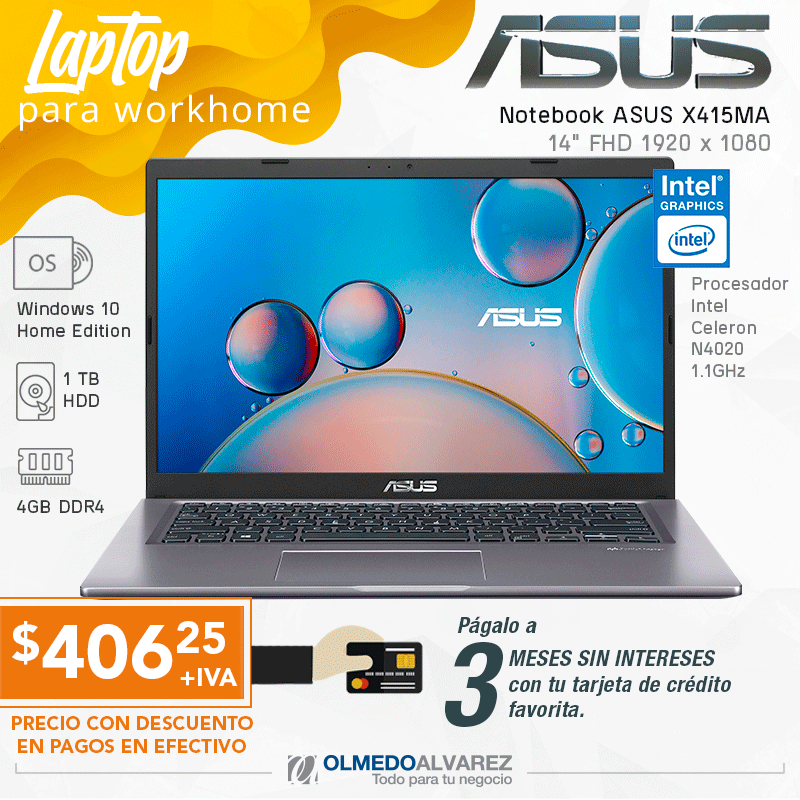 Laptop
para workhome
ASUS
Notebook ASUS X415MA
14" FHD 1920 x 1080
Intel®
GRAPHICS
intel
OS
Windows 10
Home Edition
Procesador
Intel
Celeron
N4020
1.1GHz
1 TB
HDD
4GB DDR4
ASUS
ASUS
$406.25
+IVA
PRECIO CON DESCUENTO
EN PAGOS EN EFECTIVO
Págalo a
3 MESES SIN INTERESES
con tu tarjeta de crédito
favorita.
OLMEDOALVAREZ
Todo para tu negocio